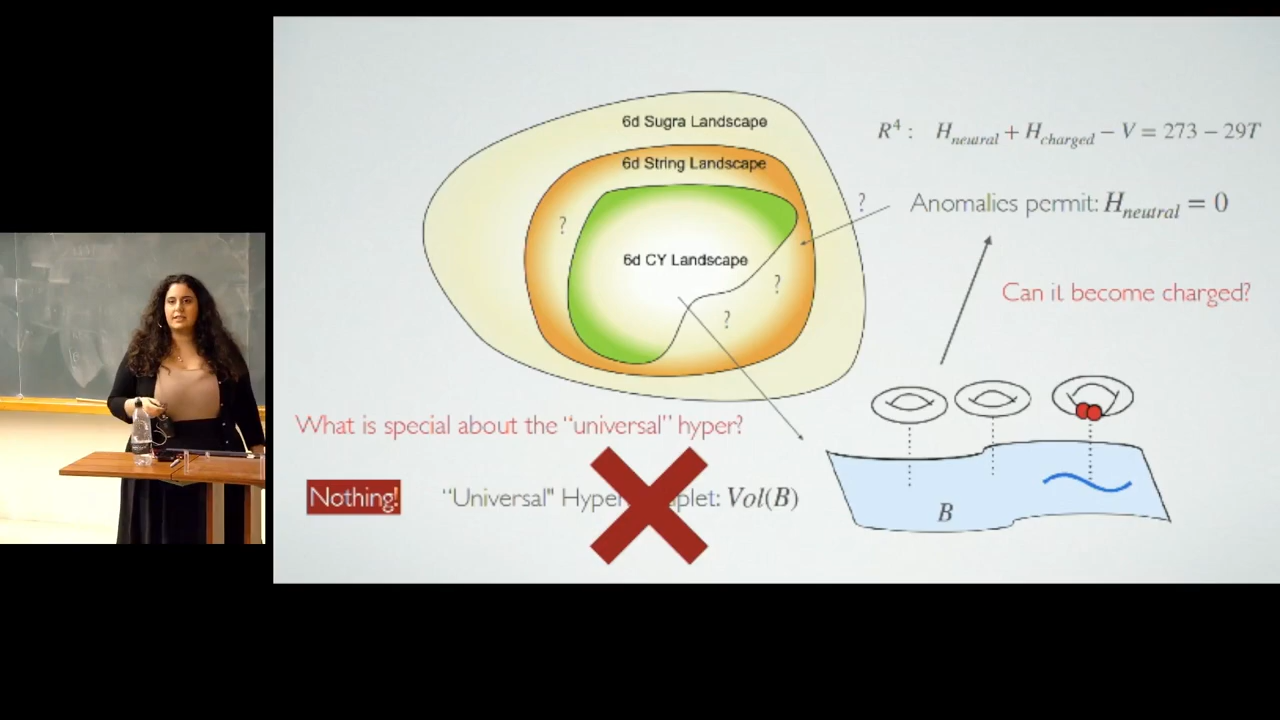 6d Sugra Landscape
R⁴ : H_neutral + H_charged − V = 273 − 29T
6d String Landscape
?
Anomalies permit: H_neutral = 0
?
6d CY Landscape
?
Can it become charged?
?
What is special about the “universal” hyper?
Nothing!
“Universal" Hyper
plet: Vol(B)
B